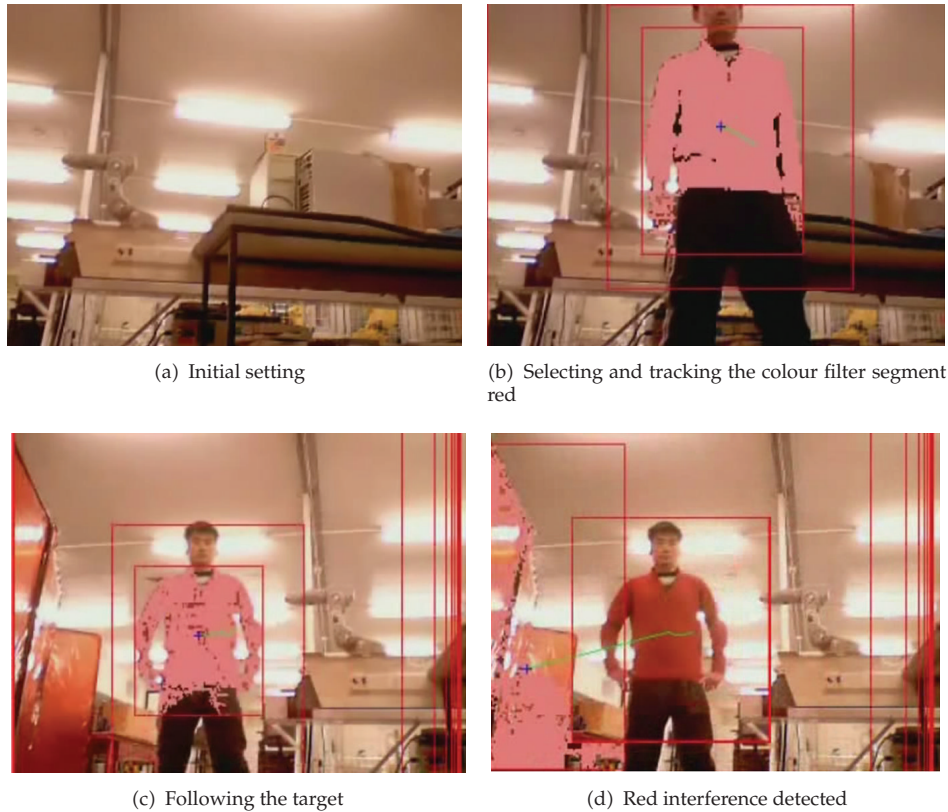 (a) Initial setting
(b) Selecting and tracking the colour filter segment
red
(c) Following the target
(d) Red interference detected